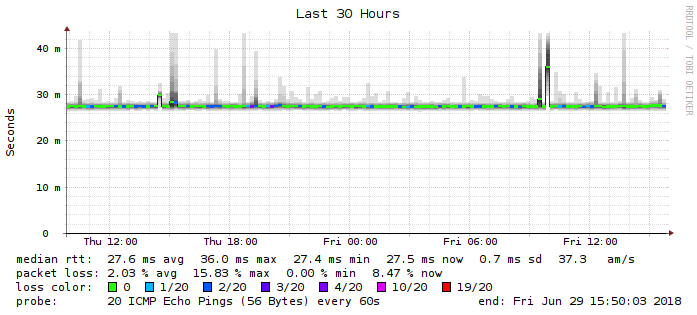 Last 30 Hours
RRDTOOL / TOBI OETIKER
Seconds
40 m
30 m
20 m
10 m
0
Thu 12:00 Thu 18:00 Fri 00:00 Fri 06:00 Fri 12:00
median rtt: 27.6 ms avg 36.0 ms max 27.4 ms min 27.5 ms now 0.7 ms sd 37.3 am/s
packet loss: 2.03 % avg 15.83 % max 0.00 % min 8.47 % now
loss color: 0 1/20 2/20 3/20 4/20 10/20 19/20
probe: 20 ICMP Echo Pings (56 Bytes) every 60s end: Fri Jun 29 15:50:03 2018